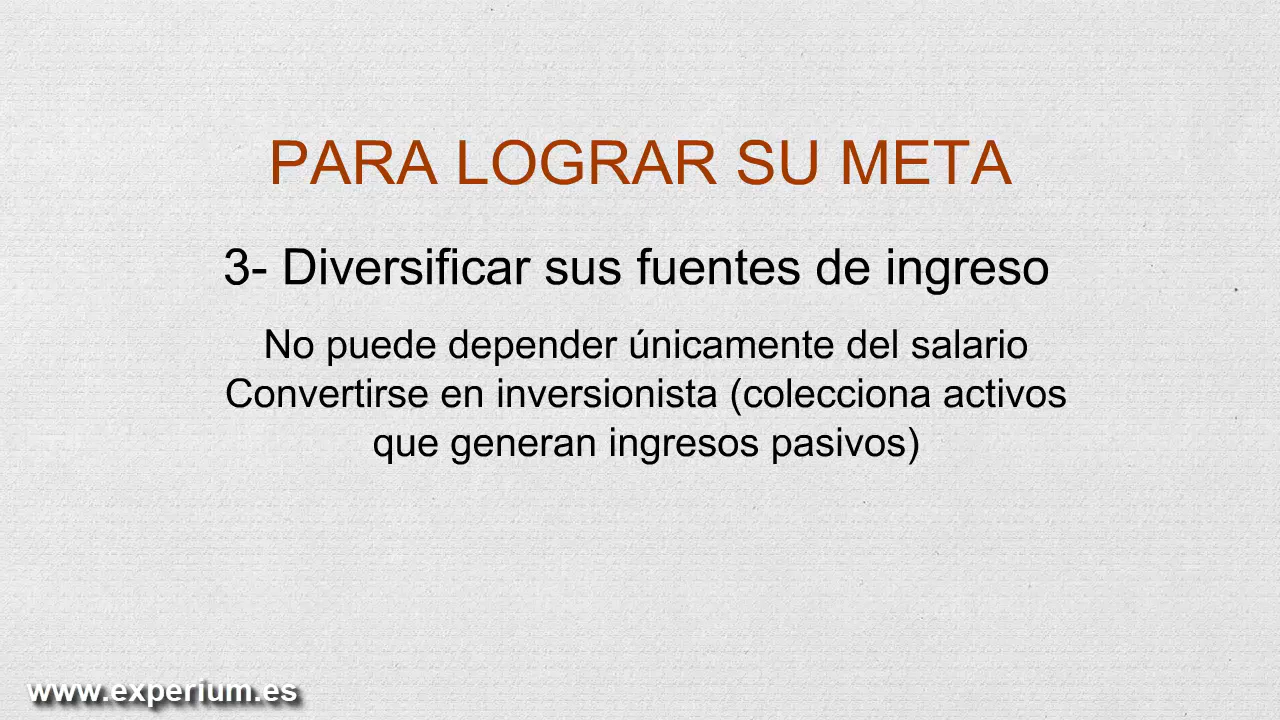 PARA LOGRAR SU META
3- Diversificar sus fuentes de ingreso
No puede depender únicamente del salario
Convertirse en inversionista (colecciona activos
que generan ingresos pasivos)
www.experium.es